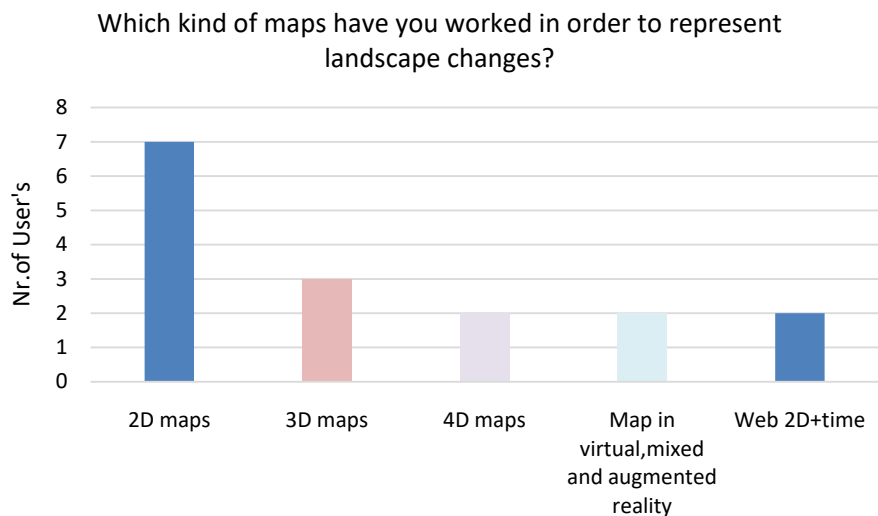 Which kind of maps have you worked in order to represent
landscape changes?
8
7
6
5
4
3
2
1
0
Nr.of User's
2D maps
3D maps
4D maps
Map in
virtual,mixed
and augmented
reality
Web 2D+time